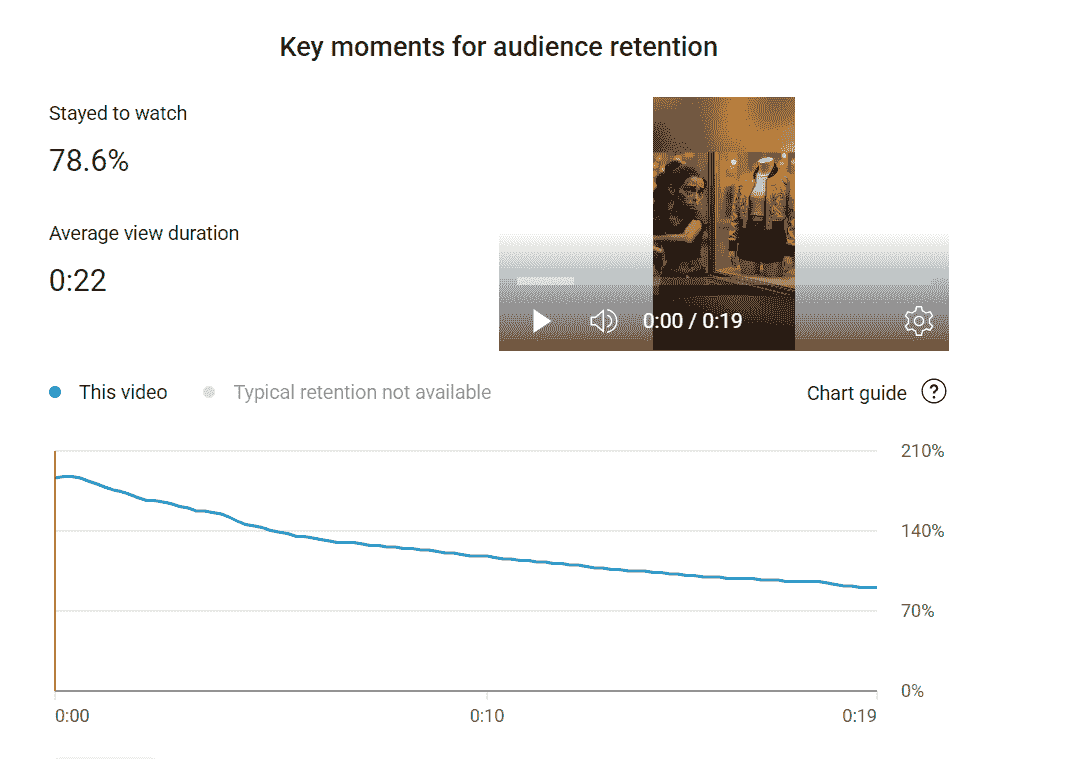 Key moments for audience retention
Stayed to watch
78.6%
Average view duration
0:22
0:00 / 0:19
This video
Typical retention not available
Chart guide ?
210%
140%
70%
0%
0:00
0:10
0:19